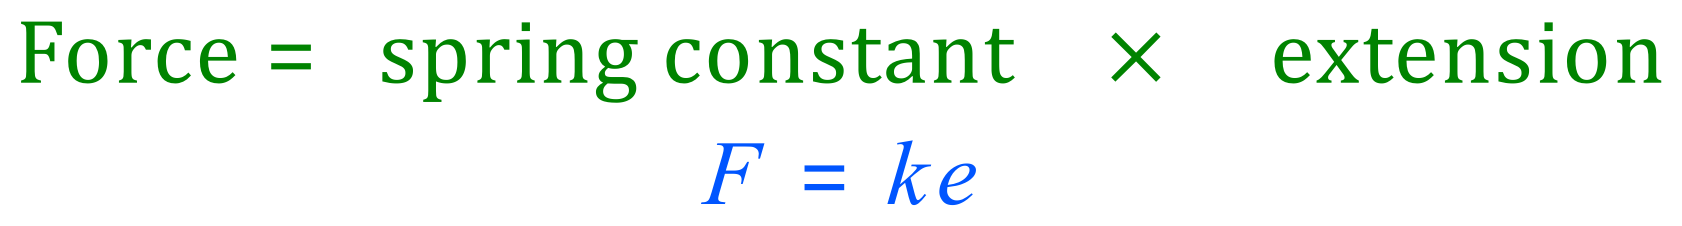 Force = spring constant × extension
F = ke